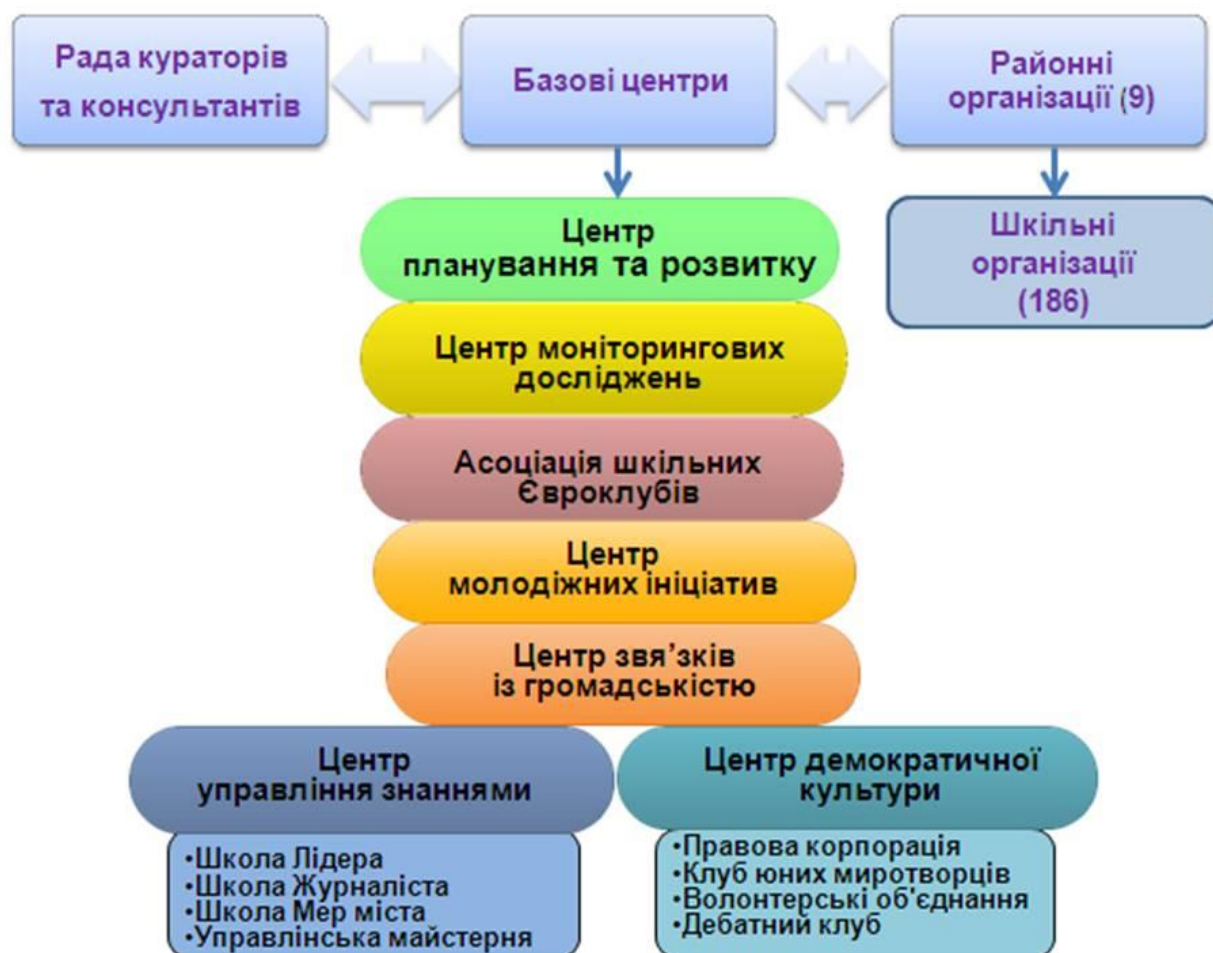 Рада кураторів
та консультантів
Базові центри
Районні
організації (9)
Шкільні
організації
(186)
Центр
планування та розвитку
Центр моніторингових
досліджень
Асоціація шкільних
Євроклубів
Центр
молодіжних ініціатив
Центр звя’зків
із громадськістю
Центр
управління знаннями
•Школа Лідера
•Школа Журналіста
•Школа Мер міста
•Управлінська майстерня
Центр демократичної
культури
•Правова корпорація
•Клуб юних миротворців
•Волонтерські об'єднання
•Дебатний клуб